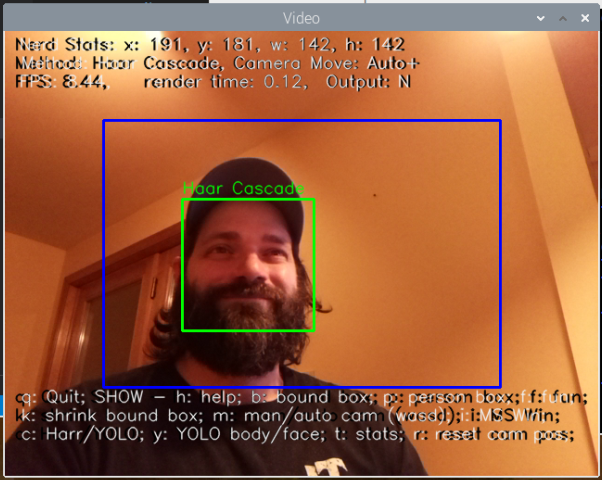 Video
Nerd Stats: x: 191, y: 181, w: 142, h: 142
Method: Haar Cascade, Camera Move: Auto+
FPS: 8.44, render time: 0.12, Output: N
Haar Cascade
q: Quit; SHOW - h: help; b: bound box; p: person box; f: fun;
k: shrink bound box; m: man/auto cam (wasd); i: MS Win;
c: Harr/YOLO; y: YOLO body/face; t: stats; r: reset cam pos;